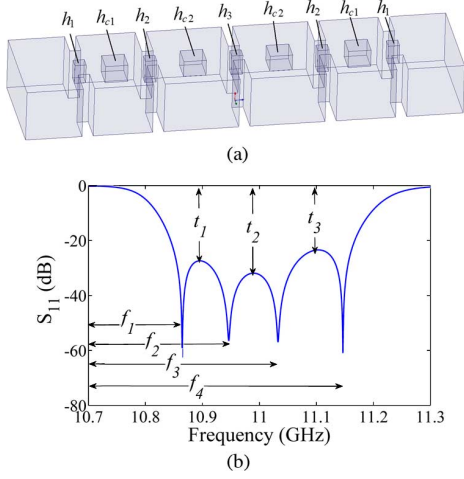 h1 hc1 h2 hc2 h3 hc2 h2 hc1 h1
(a)
0
-20
-40
-60
-80
S11 (dB)
t1
t2
t3
f1
f2
f3
f4
10.7 10.8 10.9 11 11.1 11.2 11.3
Frequency (GHz)
(b)